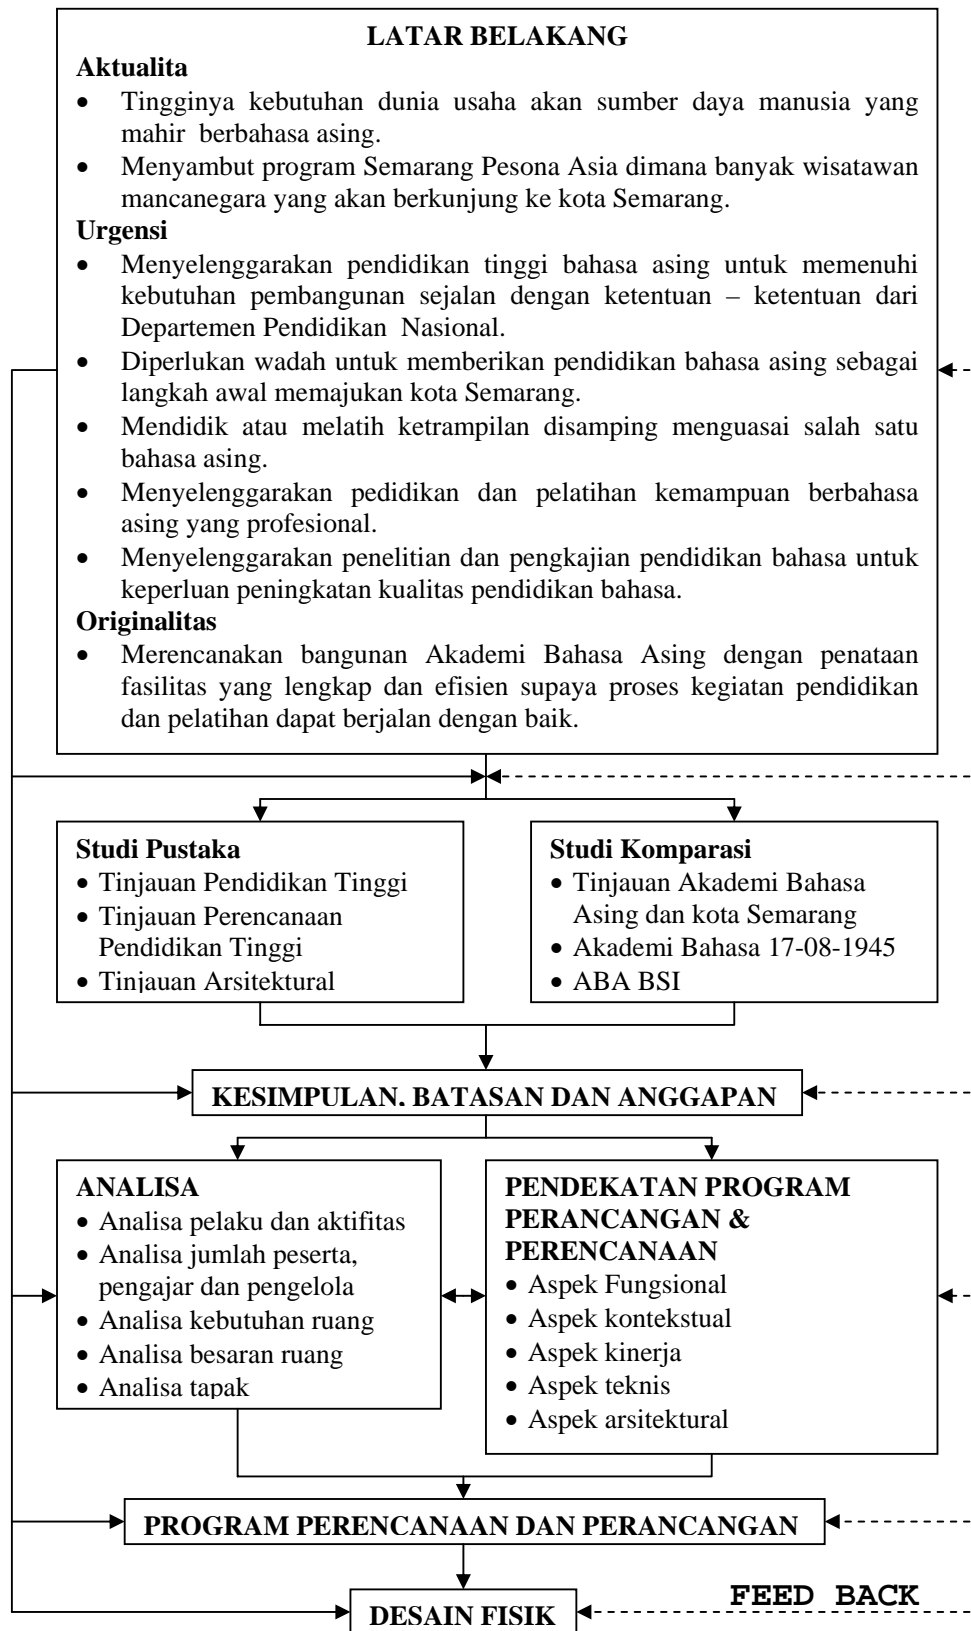 LATAR BELAKANG
Aktualita
• Tingginya kebutuhan dunia usaha akan sumber daya manusia yang
mahir berbahasa asing.
• Menyambut program Semarang Pesona Asia dimana banyak wisatawan
mancanegara yang akan berkunjung ke kota Semarang.
Urgensi
• Menyelenggarakan pendidikan tinggi bahasa asing untuk memenuhi
kebutuhan pembangunan sejalan dengan ketentuan – ketentuan dari
Departemen Pendidikan Nasional.
• Diperlukan wadah untuk memberikan pendidikan bahasa asing sebagai
langkah awal memajukan kota Semarang.
• Mendidik atau melatih ketrampilan disamping menguasai salah satu
bahasa asing.
• Menyelenggarakan pedidikan dan pelatihan kemampuan berbahasa
asing yang profesional.
• Menyelenggarakan penelitian dan pengkajian pendidikan bahasa untuk
keperluan peningkatan kualitas pendidikan bahasa.
Originalitas
• Merencanakan bangunan Akademi Bahasa Asing dengan penataan
fasilitas yang lengkap dan efisien supaya proses kegiatan pendidikan
dan pelatihan dapat berjalan dengan baik.
Studi Pustaka
• Tinjauan Pendidikan Tinggi
• Tinjauan Perencanaan
Pendidikan Tinggi
• Tinjauan Arsitektural
Studi Komparasi
• Tinjauan Akademi Bahasa
Asing dan kota Semarang
• Akademi Bahasa 17-08-1945
• ABA BSI
KESIMPULAN, BATASAN DAN ANGGAPAN
ANALISA
• Analisa pelaku dan aktifitas
• Analisa jumlah peserta,
pengajar dan pengelola
• Analisa kebutuhan ruang
• Analisa besaran ruang
• Analisa tapak
PENDEKATAN PROGRAM
PERANCANGAN &
PERENCANAAN
• Aspek Fungsional
• Aspek kontekstual
• Aspek kinerja
• Aspek teknis
• Aspek arsitektural
PROGRAM PERENCANAAN DAN PERANCANGAN
FEED BACK
DESAIN FISIK